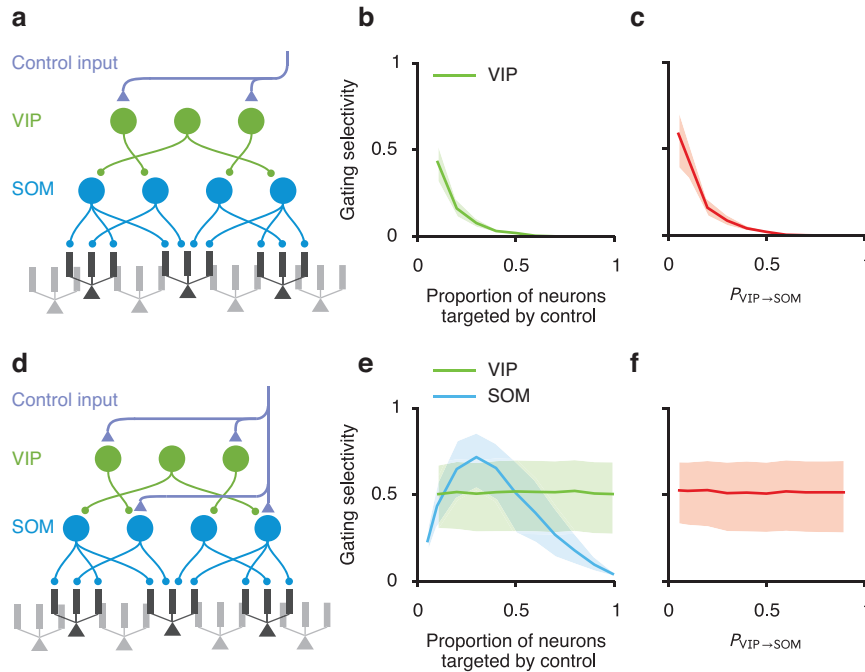 a
Control input
VIP
SOM
b
Gating selectivity
1
0.5
0
VIP
0
0.5
1
Proportion of neurons
targeted by control
c
0
0.5
1
PVIP→SOM
d
Control input
VIP
SOM
e
VIP
SOM
Gating selectivity
1
0.5
0
0
0.5
1
Proportion of neurons
targeted by control
f
0
0.5
1
PVIP→SOM